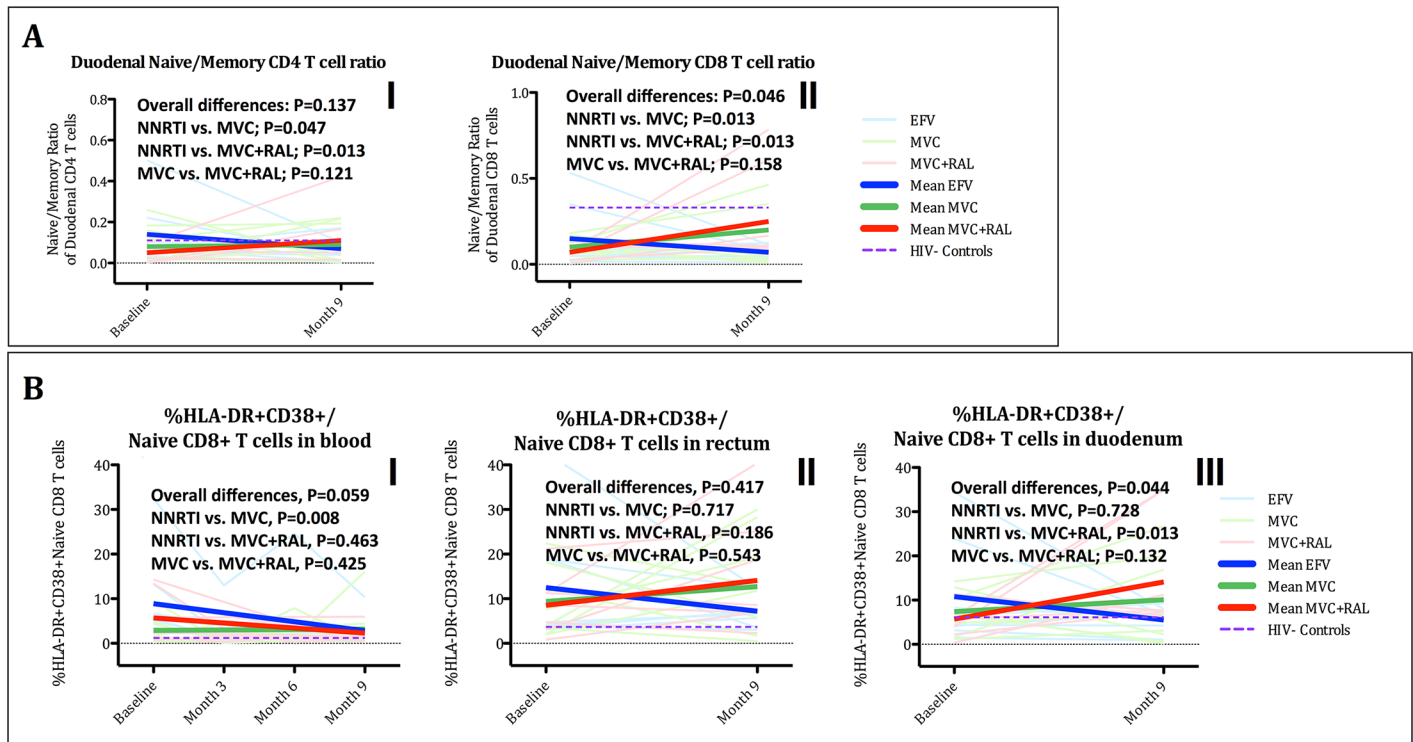 A
Duodenal Naive/Memory CD4 T cell ratio
I
Naive/Memory Ratio
of Duodenal CD4 T cells
0.8
0.6
0.4
0.2
0.0
Overall differences: P=0.137
NNRTI vs. MVC; P=0.047
NNRTI vs. MVC+RAL; P=0.013
MVC vs. MVC+RAL; P=0.121
Baseline
Month 9
Duodenal Naive/Memory CD8 T cell ratio
II
Naive/Memory Ratio
of Duodenal CD8 T cells
1.0
0.5
0.0
Overall differences: P=0.046
NNRTI vs. MVC; P=0.013
NNRTI vs. MVC+RAL; P=0.013
MVC vs. MVC+RAL; P=0.158
Baseline
Month 9
EFV
MVC
MVC+RAL
Mean EFV
Mean MVC
Mean MVC+RAL
HIV- Controls
B
%HLA-DR+CD38+/
Naive CD8+ T cells in blood
I
%HLA-DR+CD38+Naive CD8 T cells
40
30
20
10
0
Overall differences, P=0.059
NNRTI vs. MVC, P=0.008
NNRTI vs. MVC+RAL, P=0.463
MVC vs. MVC+RAL, P=0.425
Baseline
Month 3
Month 6
Month 9
%HLA-DR+CD38+/
Naive CD8+ T cells in rectum
II
%HLA-DR+CD38+Naive CD8 T cells
40
30
20
10
0
Overall differences, P=0.417
NNRTI vs. MVC; P=0.717
NNRTI vs. MVC+RAL, P=0.186
MVC vs. MVC+RAL, P=0.543
Baseline
Month 9
%HLA-DR+CD38+/
Naive CD8+ T cells in duodenum
III
%HLA-DR+CD38+Naive CD8 T cells
40
30
20
10
0
Overall differences, P=0.044
NNRTI vs. MVC, P=0.728
NNRTI vs. MVC+RAL, P=0.013
MVC vs. MVC+RAL; P=0.132
Baseline
Month 9
EFV
MVC
MVC+RAL
Mean EFV
Mean MVC
Mean MVC+RAL
HIV- Controls